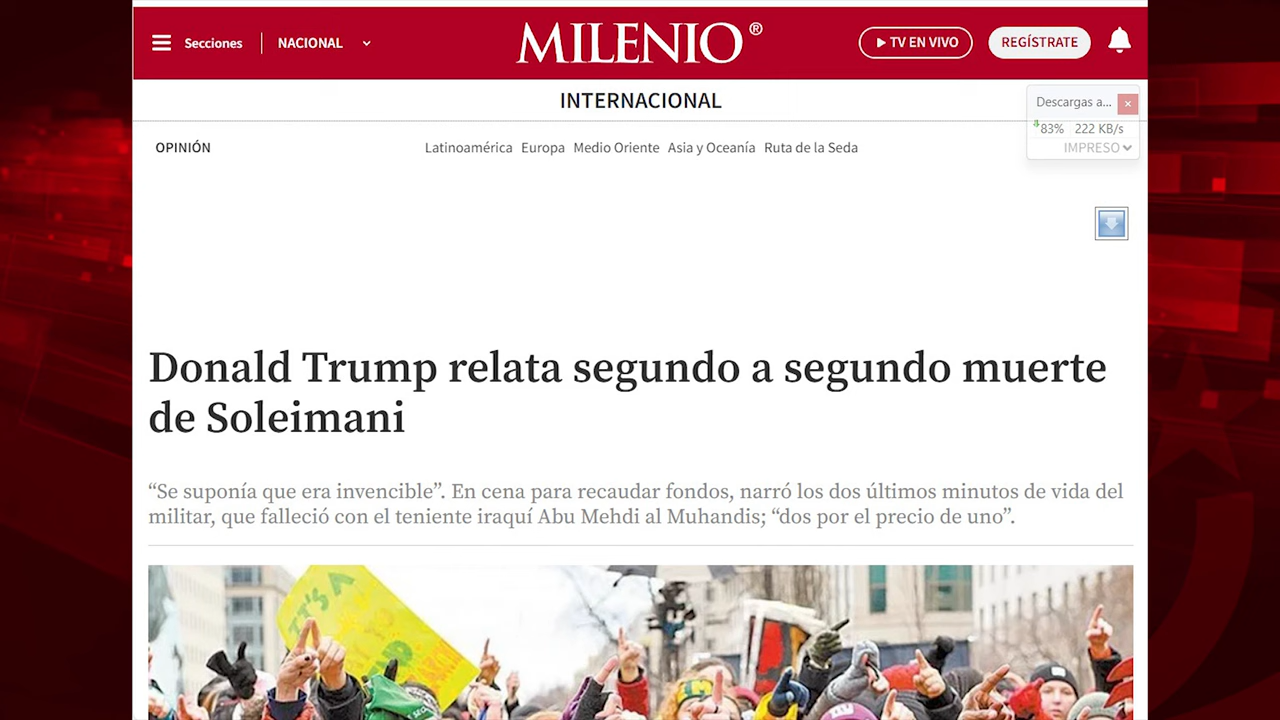 Secciones
NACIONAL
MILENIO®
TV EN VIVO
REGÍSTRATE
INTERNACIONAL
Descargas a...
83% 222 KB/s
IMPRESO
OPINIÓN
Latinoamérica Europa Medio Oriente Asia y Oceanía Ruta de la Seda
Donald Trump relata segundo a segundo muerte
de Soleimani
“Se suponía que era invencible”. En cena para recaudar fondos, narró los dos últimos minutos de vida del
militar, que falleció con el teniente iraquí Abu Mehdi al Muhandis; “dos por el precio de uno”.
IT'S A